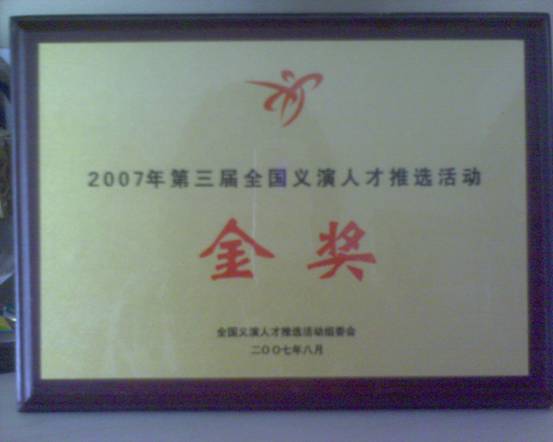 2007年第三届全国义演人才推选活动
金奖
全国义演人才推选活动组委会
二〇〇七年八月